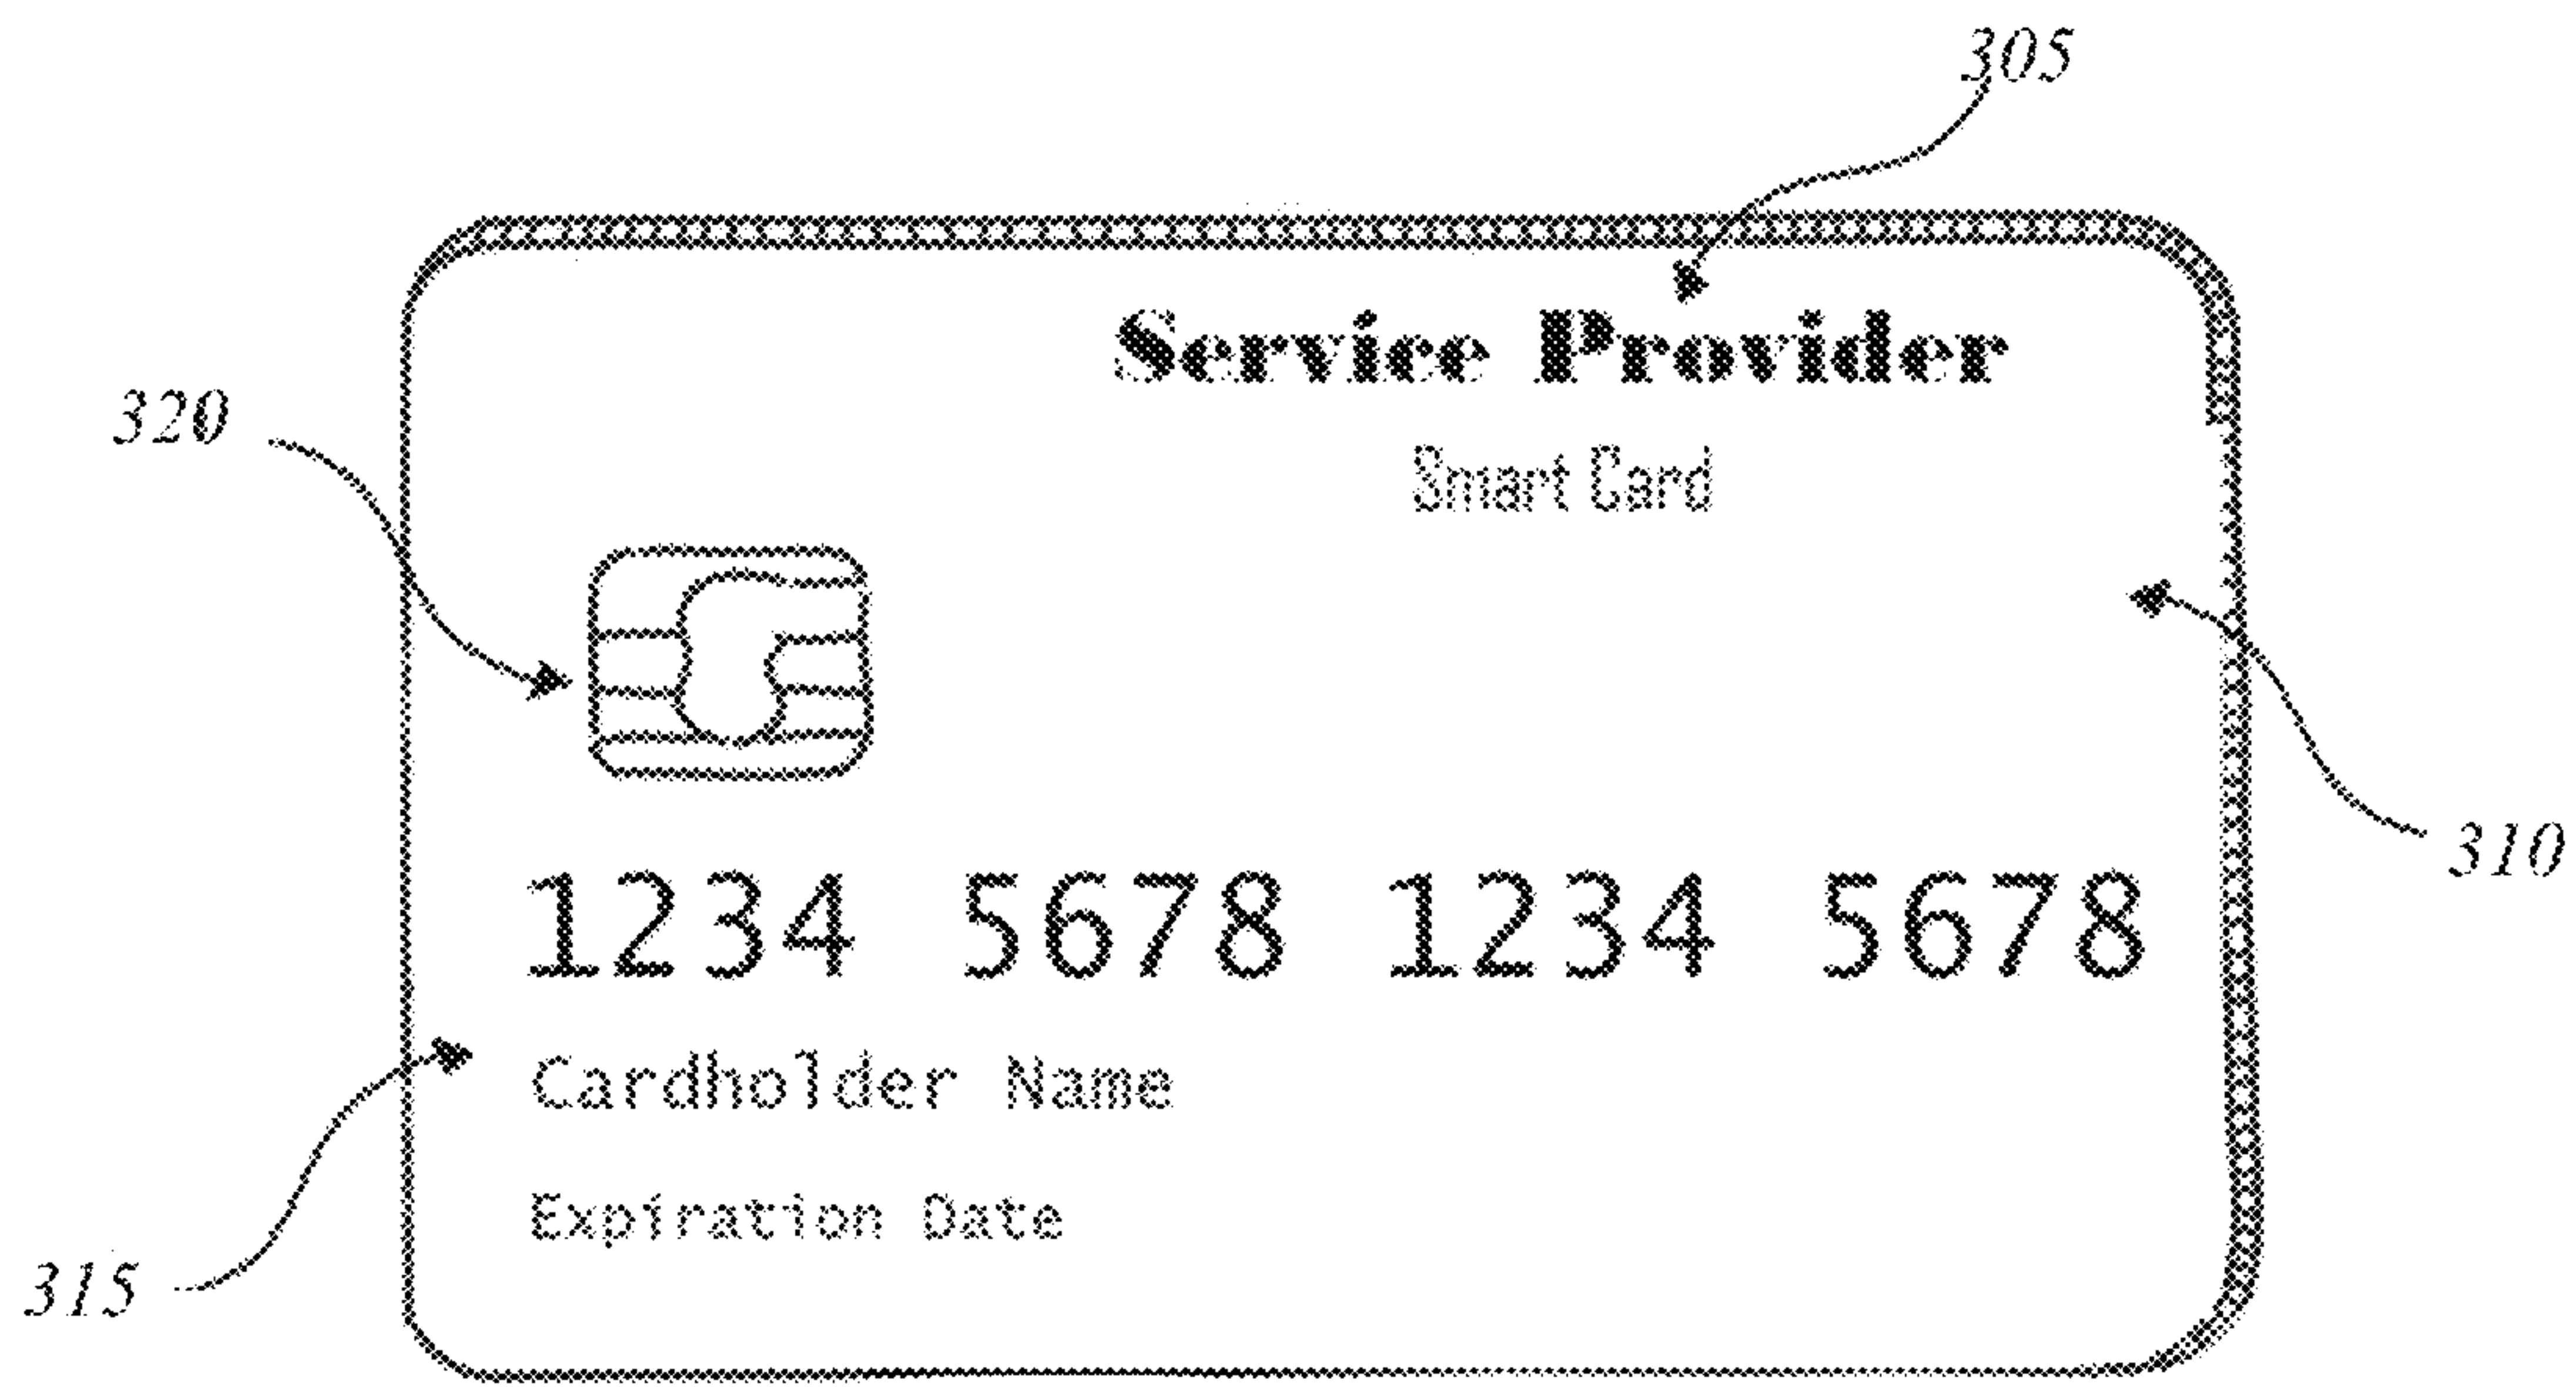 305
Service Provider
320
Smart Card
310
1234 5678 1234 5678
Cardholder Name
Expiration Date
315